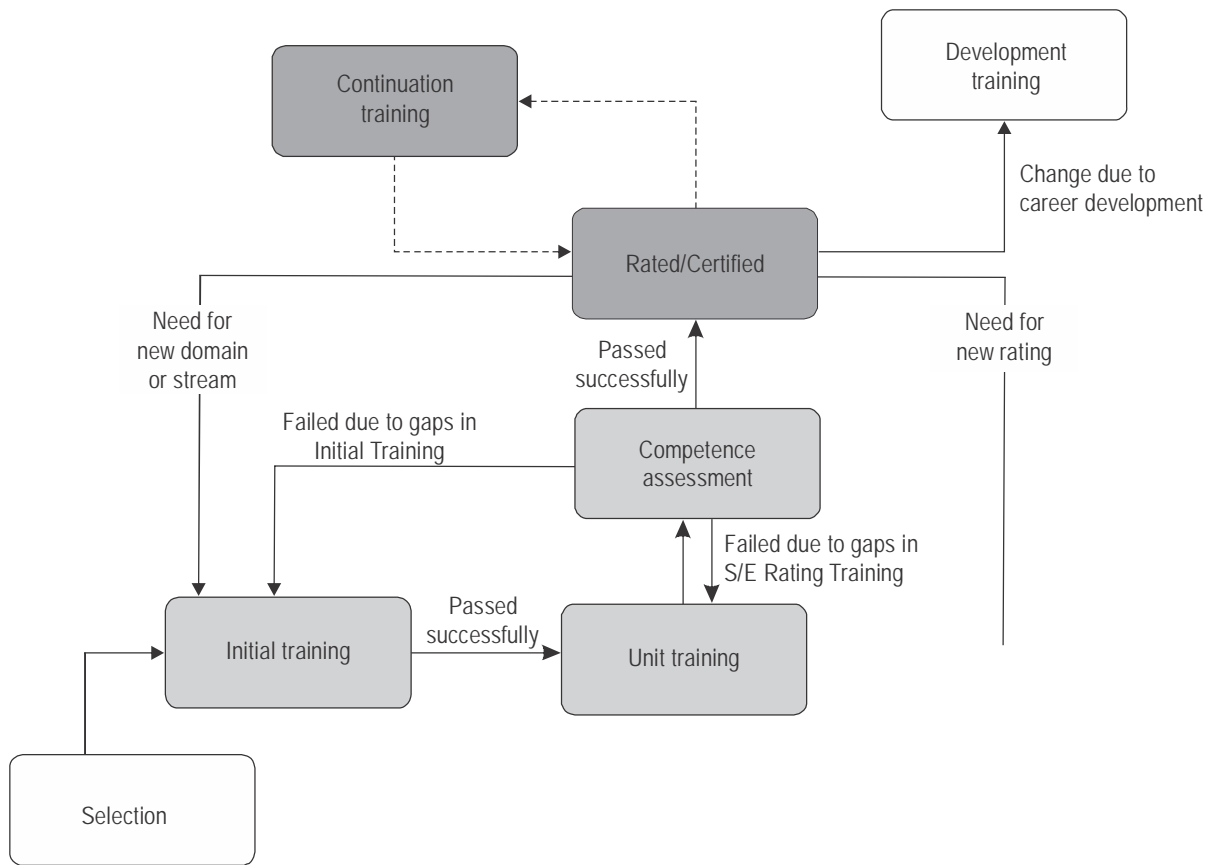 Development
training
Continuation
training
Change due to
career development
Rated/Certified
Need for
new domain
or stream
Passed
successfully
Need for
new rating
Failed due to gaps in
Initial Training
Competence
assessment
Failed due to gaps in
S/E Rating Training
Passed
successfully
Initial training
Unit training
Selection